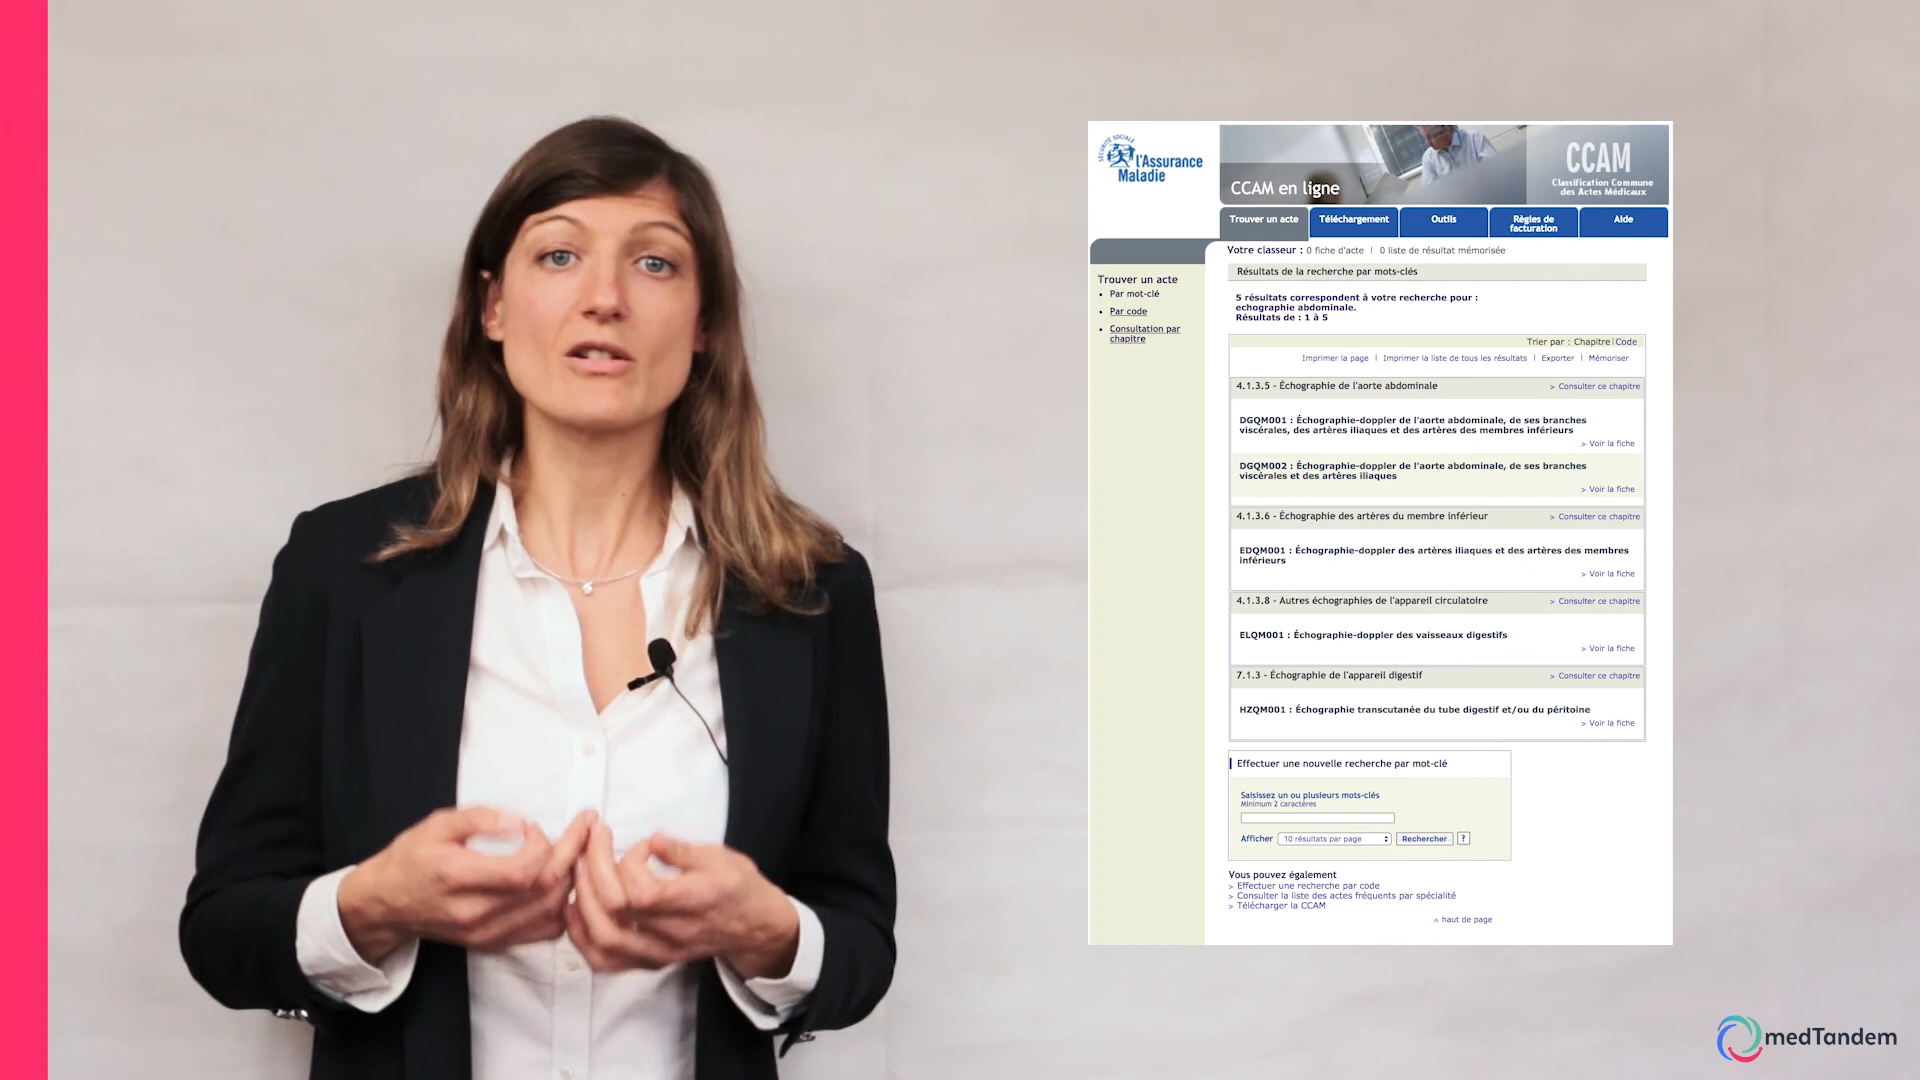 SÉCURITÉ SOCIALE
l'Assurance
Maladie
CCAM en ligne
CCAM
Classification Commune
des Actes Médicaux
Trouver un acte
Téléchargement
Outils
Règles de
facturation
Aide
Votre classeur : 0 fiche d'acte | 0 liste de résultat mémorisée
Trouver un acte
• Par mot-clé
• Par code
• Consultation par
chapitre
Résultats de la recherche par mots-clés
5 résultats correspondent à votre recherche pour :
echographie abdominale.
Résultats de : 1 à 5
Trier par : Chapitre|Code
Imprimer la page | Imprimer la liste de tous les résultats | Exporter | Mémoriser
4.1.3.5 - Échographie de l'aorte abdominale > Consulter ce chapitre
DGQM001 : Échographie-doppler de l'aorte abdominale, de ses branches
viscérales, des artères iliaques et des artères des membres inférieurs
> Voir la fiche
DGQM002 : Échographie-doppler de l'aorte abdominale, de ses branches
viscérales et des artères iliaques
> Voir la fiche
4.1.3.6 - Échographie des artères du membre inférieur > Consulter ce chapitre
EDQM001 : Échographie-doppler des artères iliaques et des artères des membres
inférieurs
> Voir la fiche
4.1.3.8 - Autres échographies de l'appareil circulatoire > Consulter ce chapitre
ELQM001 : Échographie-doppler des vaisseaux digestifs
> Voir la fiche
7.1.3 - Échographie de l'appareil digestif > Consulter ce chapitre
HZQM001 : Échographie transcutanée du tube digestif et/ou du péritoine
> Voir la fiche
Effectuer une nouvelle recherche par mot-clé
Saisissez un ou plusieurs mots-clés
Minimum 2 caractères
Afficher 10 résultats par page Rechercher ?
Vous pouvez également
> Effectuer une recherche par code
> Consulter la liste des actes fréquents par spécialité
> Télécharger la CCAM
^ haut de page
medTandem